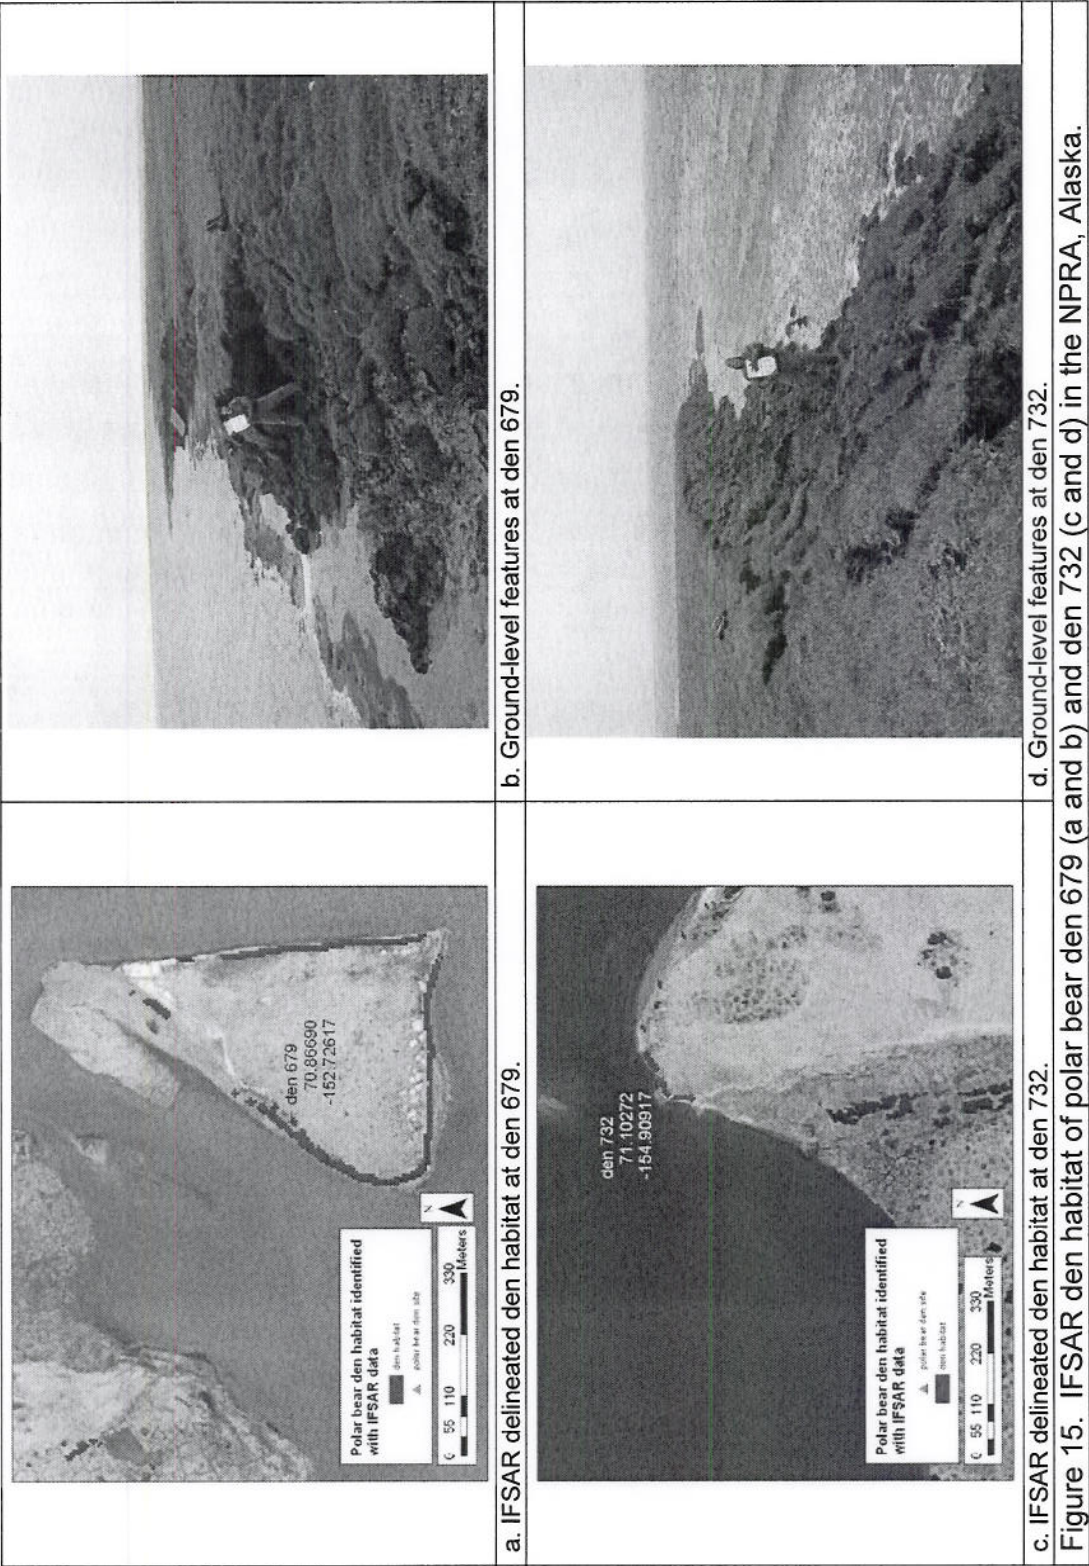 den 679
70.86690
-152.72617
N
Polar bear den habitat identified
with IFSAR data
den habitat
polar bear den site
0 55 110 220 330
Meters
a. IFSAR delineated den habitat at den 679.
b. Ground-level features at den 679.
den 732
71.10272
-154.90917
N
Polar bear den habitat identified
with IFSAR data
polar bear den site
den habitat
0 55 110 220 330
Meters
c. IFSAR delineated den habitat at den 732.
d. Ground-level features at den 732.
Figure 15. IFSAR den habitat of polar bear den 679 (a and b) and den 732 (c and d) in the NPRA, Alaska.